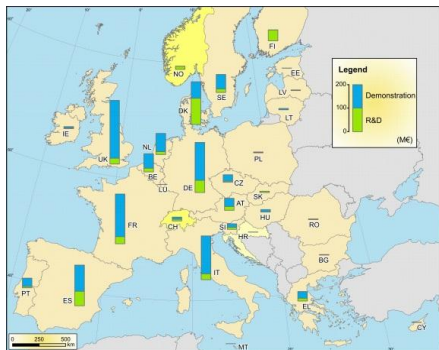 FI
NO
Legend
200
Demonstration
100
R&D
0
(M€)
EE
SE
LV
DK
LT
IE
NL
UK
BE
PL
LU
DE
CZ
SK
AT
HU
FR
CH
SI
HR
RO
IT
BG
PT
ES
EL
0 250 500
km
MT
CY